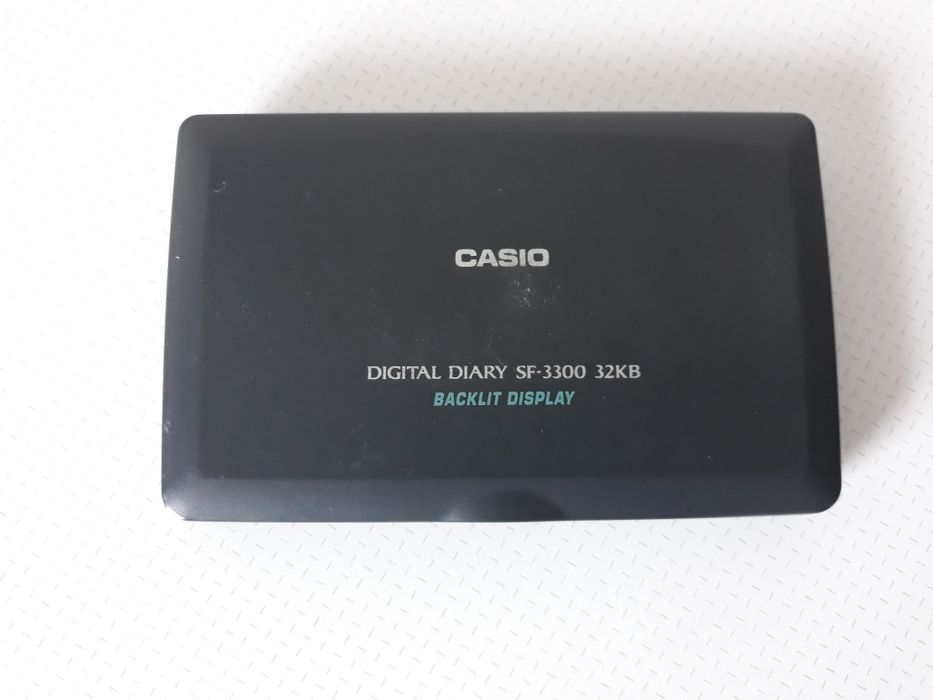 CASIO
DIGITAL DIARY SF-3300 32KB
BACKLIT DISPLAY